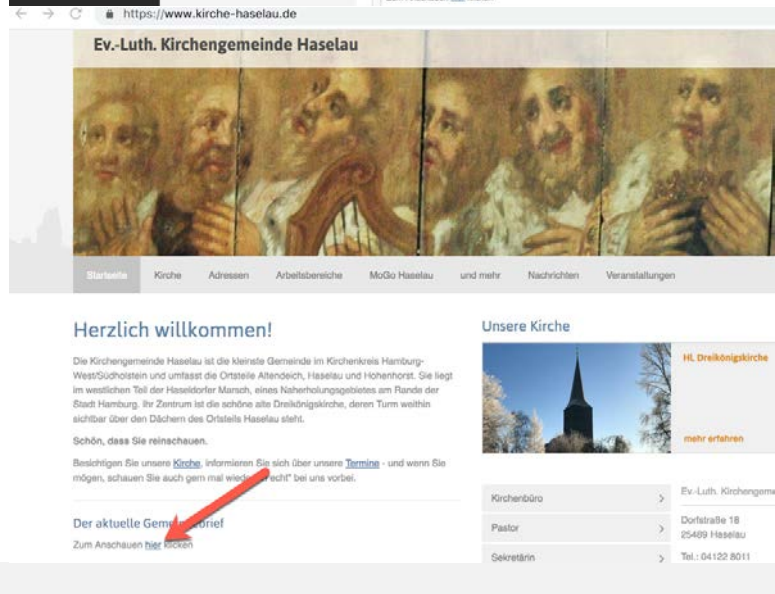 https://www.kirche-haselau.de
Ev.-Luth. Kirchengemeinde Haselau
Startseite Kirche Adressen Arbeitsbereiche MoGo Haselau und mehr Nachrichten Veranstaltungen
Herzlich willkommen!
Die Kirchengemeinde Haselau ist die kleinste Gemeinde im Kirchenkreis Hamburg-
West/Südholstein und umfasst die Ortsteile Altendeich, Haselau und Hohenhorst. Sie liegt
im westlichen Teil der Haseldorfer Marsch, eines Naherholungsgebietes am Rande der
Stadt Hamburg. Ihr Zentrum ist die schöne alte Dreikönigskirche, deren Turm weithin
sichtbar über den Dächern des Ortsteils Haselau steht.
Schön, dass Sie reinschauen.
Besichtigen Sie unsere Kirche, informieren Sie sich über unsere Termine - und wenn Sie
mögen, schauen Sie auch gern mal wieder echt" bei uns vorbei.
Der aktuelle Gemeindebrief
Zum Anschauen hier klicken
Unsere Kirche
HL Dreikönigskirche
mehr erfahren
Kirchenbüro
Pastor
Sekretärin
Ev.-Luth. Kirchengeme
Dorfstraße 18
25489 Haselau
Tel.: 04122 8011